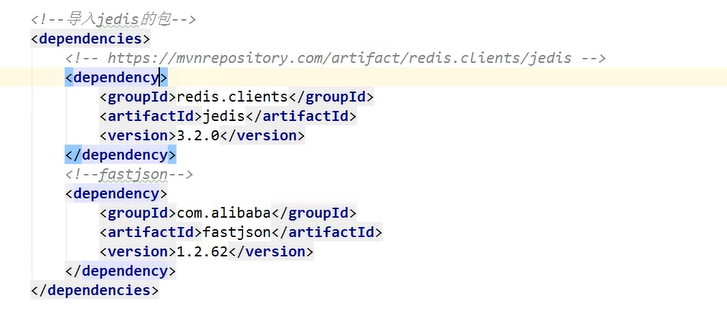 <!--导入jedis的包-->
<dependencies>
<!-- https://mvnrepository.com/artifact/redis.clients/jedis -->
<dependency>
<groupId>redis.clients</groupId>
<artifactId>jedis</artifactId>
<version>3.2.0</version>
</dependency>
<!--fastjson-->
<dependency>
<groupId>com.alibaba</groupId>
<artifactId>fastjson</artifactId>
<version>1.2.62</version>
</dependency>
</dependencies>